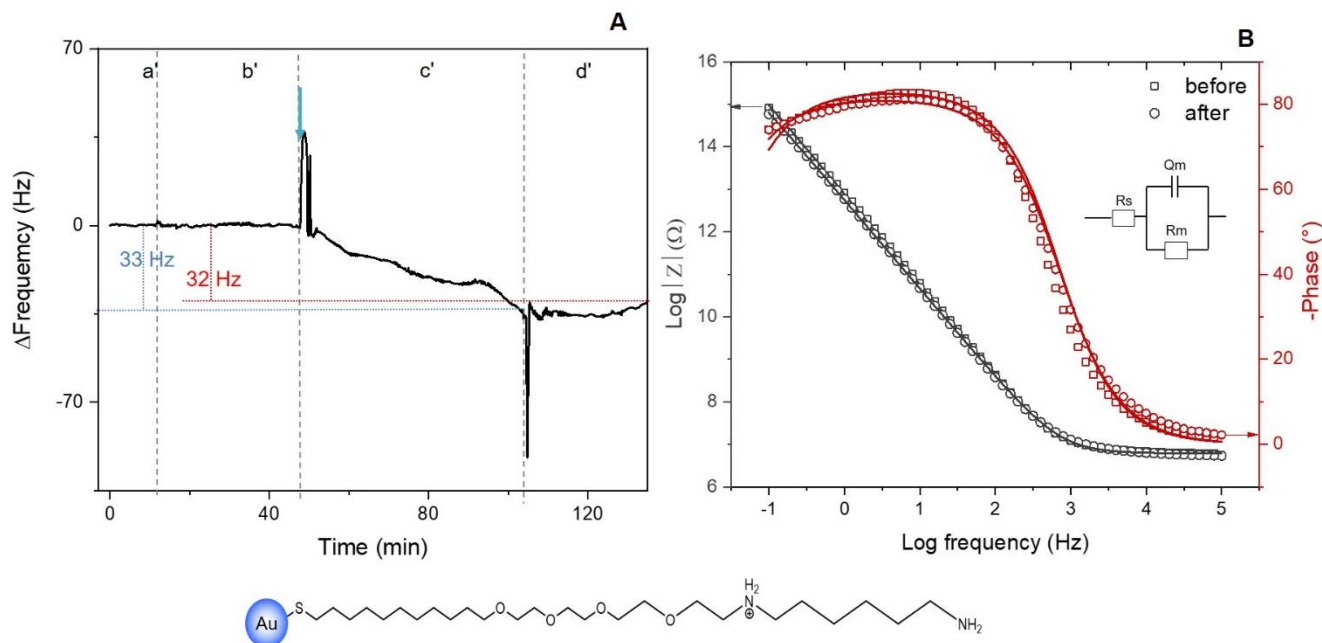 A
70
a'
b'
c'
d'
0
33 Hz
32 Hz
-70
ΔFrequemcy (Hz)
0
40
80
120
Time (min)
B
16
14
12
10
8
6
Log |Z| (Ω)
before
after
Qm
Rs
Rm
80
60
40
20
0
-Phase (°)
-1
0
1
2
3
4
5
Log frequency (Hz)
Au
S
O
O
O
O
H2
N
⊕
NH2